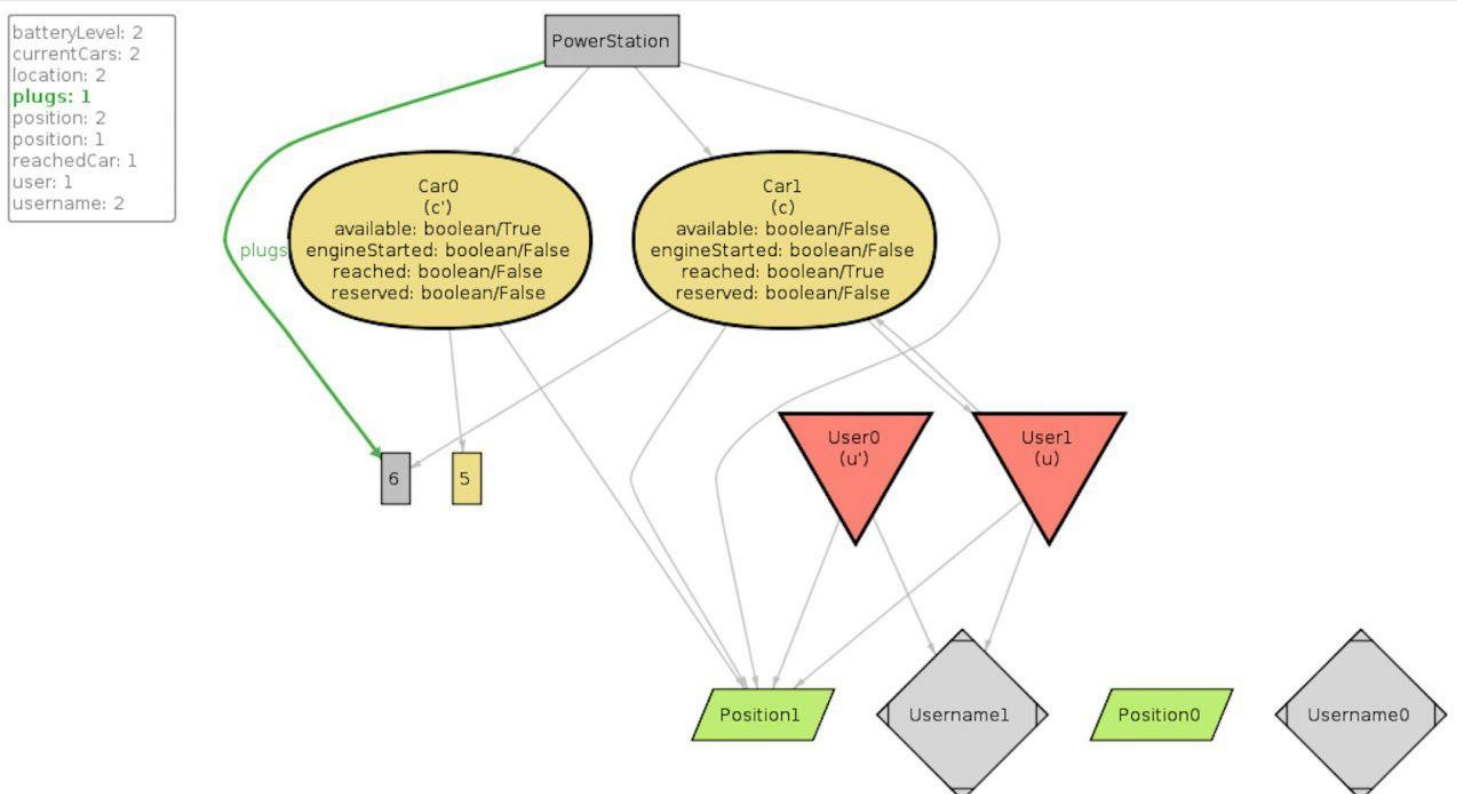 batteryLevel: 2
currentCars: 2
location: 2
plugs: 1
position: 2
position: 1
reachedCar: 1
user: 1
username: 2
PowerStation
Car0
(c')
available: boolean/True
engineStarted: boolean/False
reached: boolean/False
reserved: boolean/False
Car1
(c)
available: boolean/False
engineStarted: boolean/False
reached: boolean/True
reserved: boolean/False
plugs
6
5
User0
(u')
User1
(u)
Position1
Username1
Position0
Username0